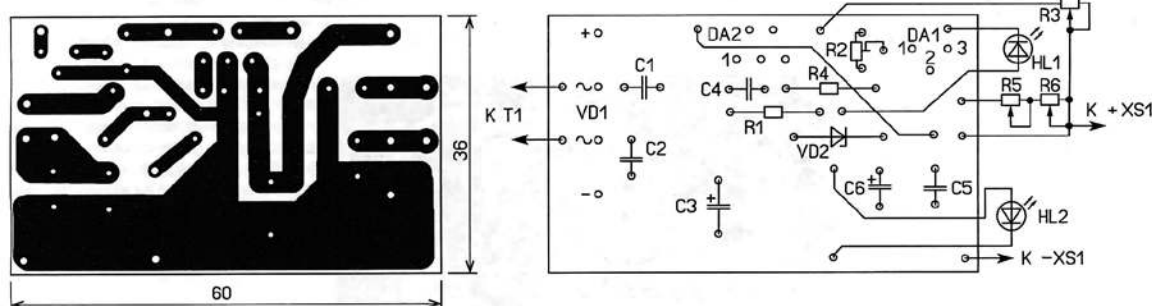 36
60
К Т1
+
~
VD1
~
-
C1
C2
C3
DA2
1
C4
R1
R4
R2
VD2
C6
+
C5
+
DA1
1
2
3
HL1
R3
R5
R6
К +XS1
HL2
К -XS1